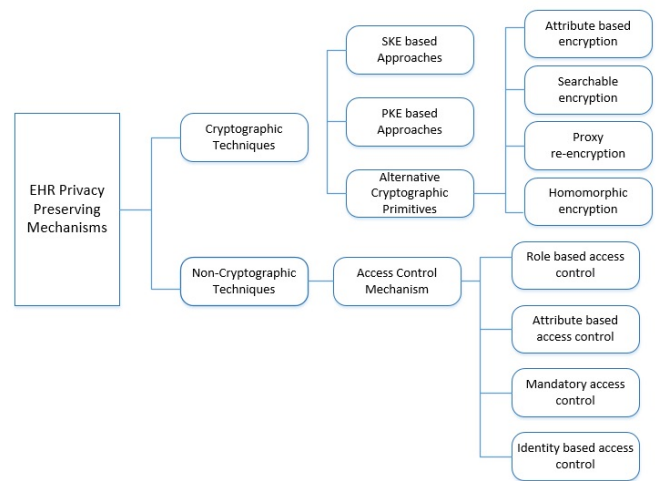 EHR Privacy
Preserving
Mechanisms
Cryptographic
Techniques
SKE based
Approaches
PKE based
Approaches
Alternative
Cryptographic
Primitives
Attribute based
encryption
Searchable
encryption
Proxy
re-encryption
Homomorphic
encryption
Non-Cryptographic
Techniques
Access Control
Mechanism
Role based access
control
Attribute based
access control
Mandatory access
control
Identity based access
control